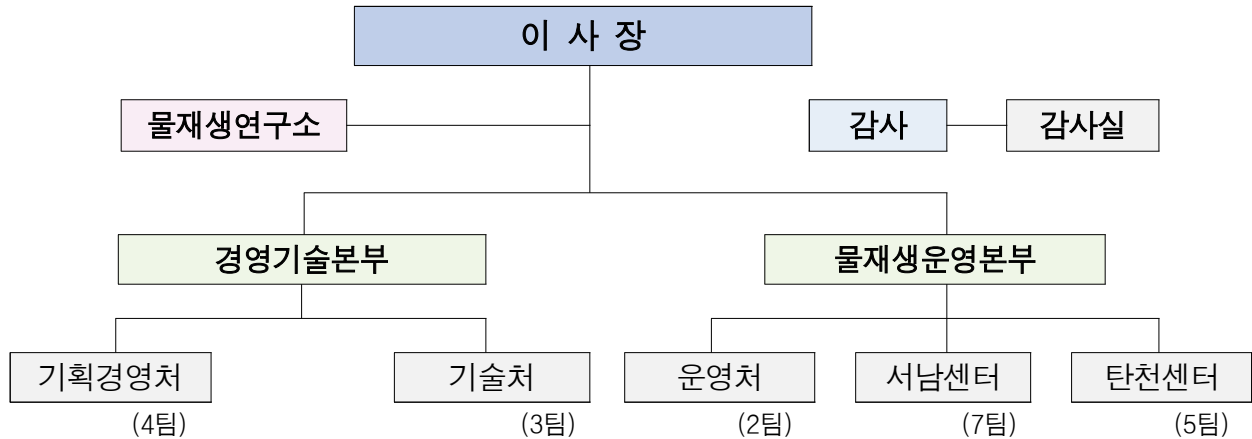 이 사 장
물재생연구소
감사
감사실
경영기술본부
물재생운영본부
기획경영처
기술처
운영처
서남센터
탄천센터
(4팀)
(3팀)
(2팀)
(7팀)
(5팀)